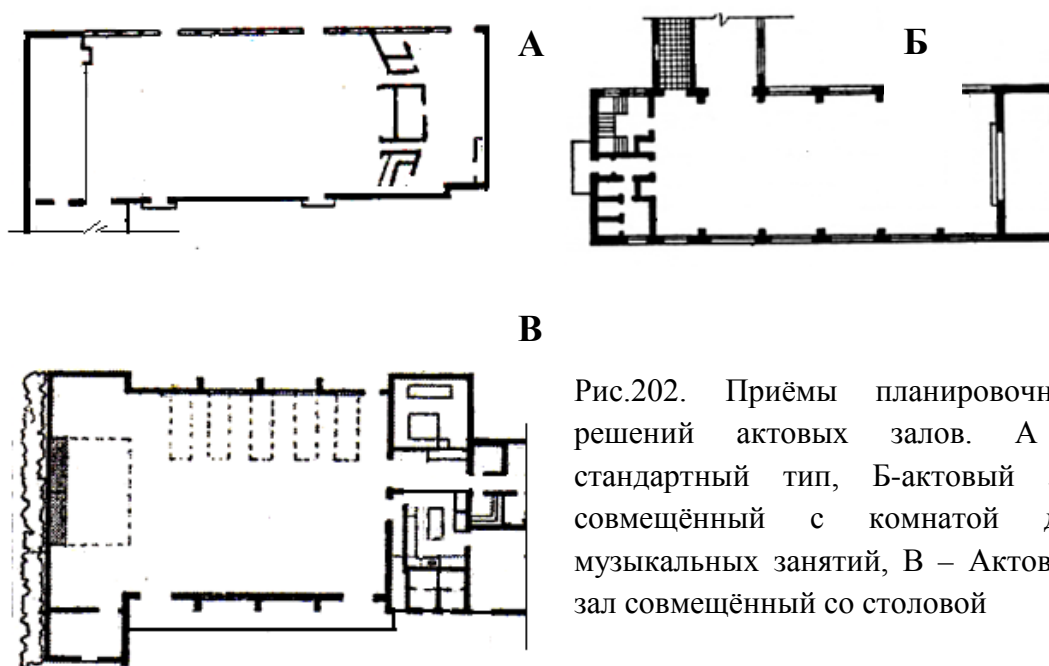 А
Б
В
Рис.202. Приёмы планировочн
решений актовых залов. А
стандартный тип, Б-актовый
совмещённый с комнатой д
музыкальных занятий, В – Актов
зал совмещённый со столовой